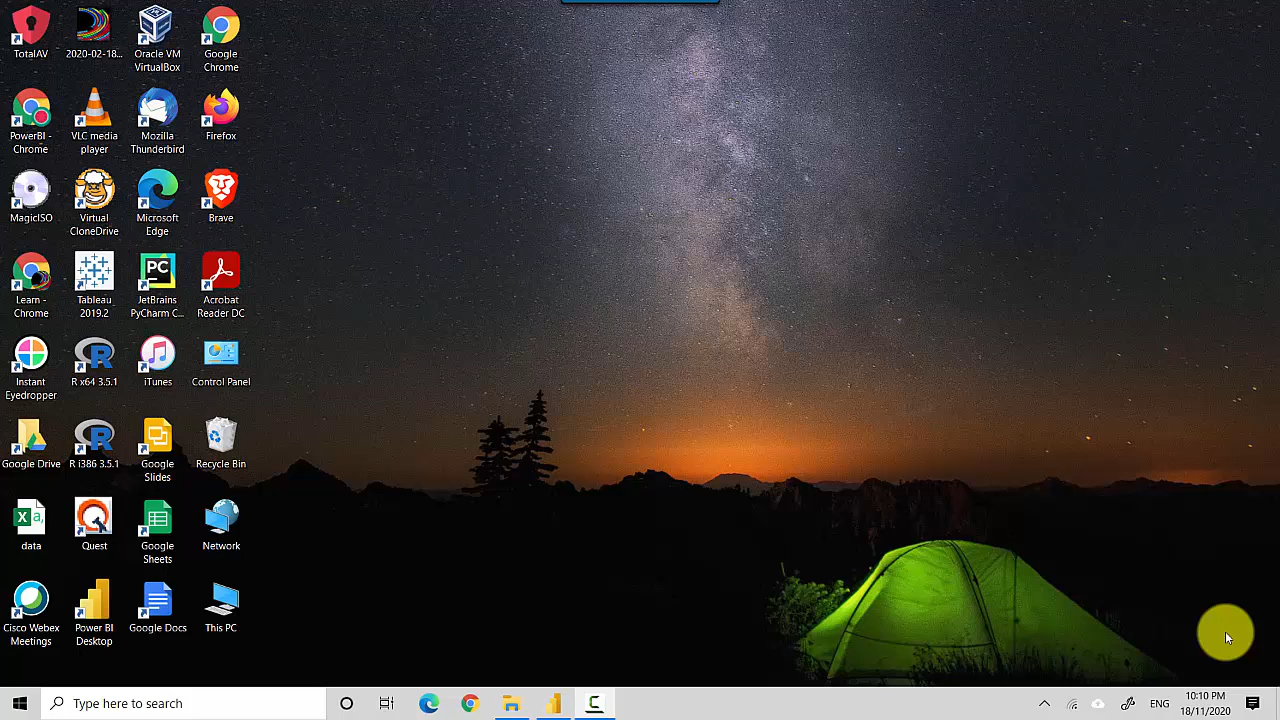 TotalAV
2020-02-18...
Oracle VM
VirtualBox
Google
Chrome
PowerBI -
Chrome
VLC media
player
Mozilla
Thunderbird
Firefox
MagicISO
Virtual
CloneDrive
Microsoft
Edge
Brave
Learn -
Chrome
Tableau
2019.2
PC
JetBrains
PyCharm C...
Acrobat
Reader DC
Instant
Eyedropper
R
R x64 3.5.1
iTunes
Control Panel
Google Drive
R
R i386 3.5.1
Google
Slides
Recycle Bin
X
a,
data
Quest
Google
Sheets
Network
Cisco Webex
Meetings
Power BI
Desktop
Google Docs
This PC
Type here to search
C
ENG
10:10 PM
18/11/2020